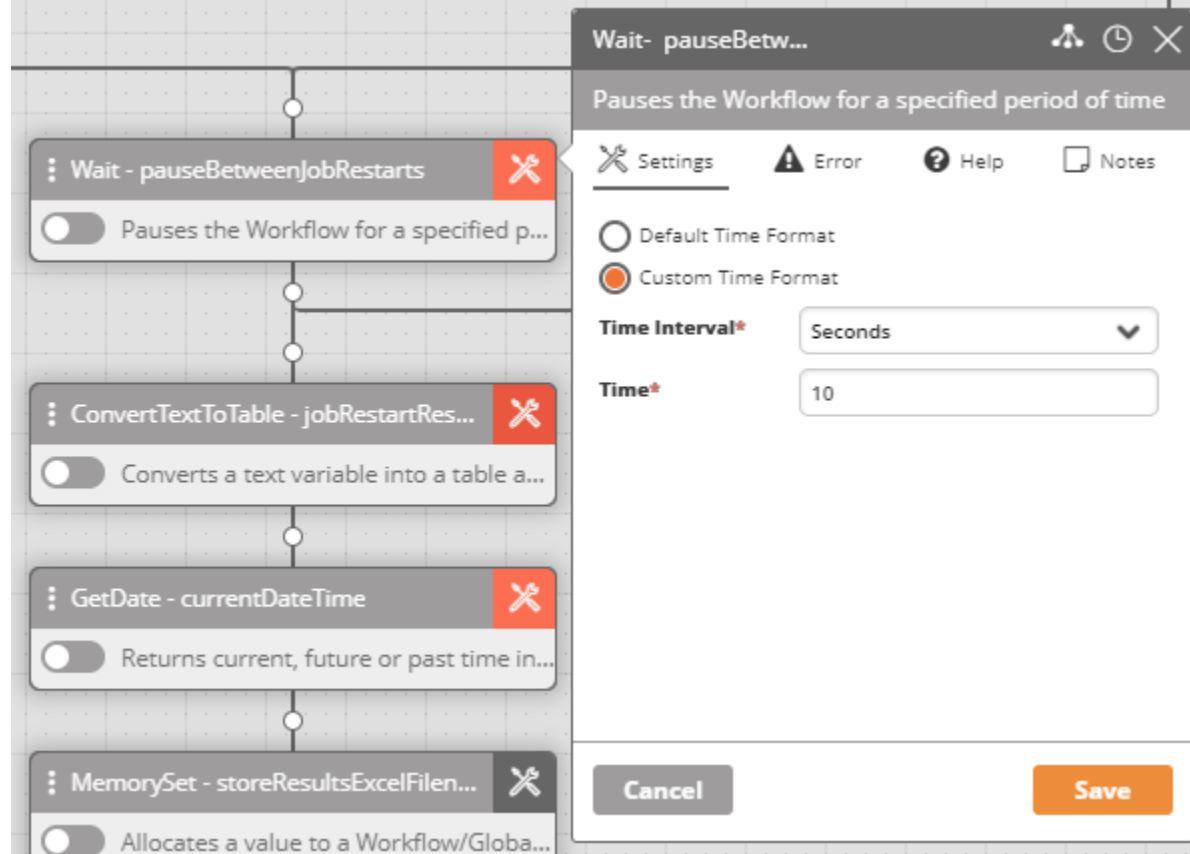 Wait - pauseBetweenJobRestarts
Pauses the Workflow for a specified p...
ConvertTextToTable - jobRestartRes...
Converts a text variable into a table a...
GetDate - currentDateTime
Returns current, future or past time in...
MemorySet - storeResultsExcelFilen...
Allocates a value to a Workflow/Globa...
Wait- pauseBetw...
Pauses the Workflow for a specified period of time
Settings Error Help Notes
Default Time Format
Custom Time Format
Time Interval* Seconds
Time* 10
Cancel Save